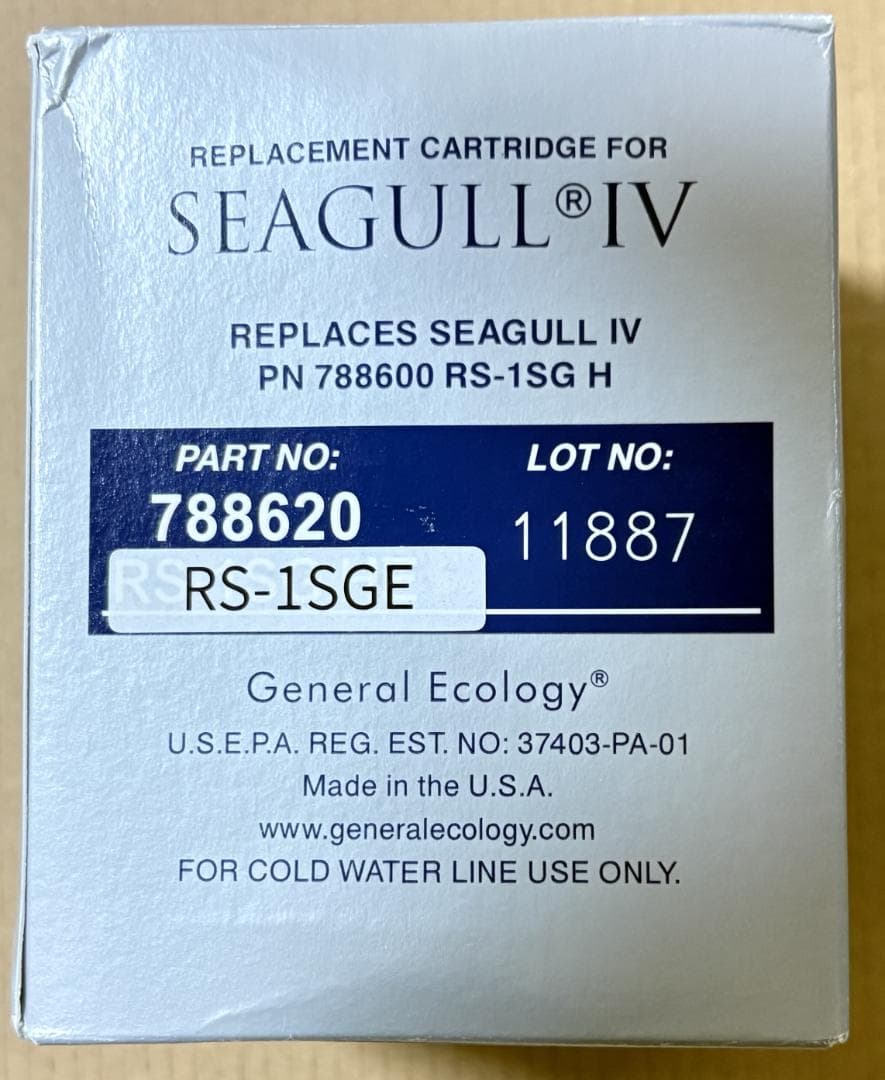 REPLACEMENT CARTRIDGE FOR
SEAGULL® IV
REPLACES SEAGULL IV
PN 788600 RS-1SG H
PART NO: LOT NO:
788620 11887
RS-1SGE
General Ecology®
U.S.E.P.A. REG. EST. NO: 37403-PA-01
Made in the U.S.A.
www.generalecology.com
FOR COLD WATER LINE USE ONLY.